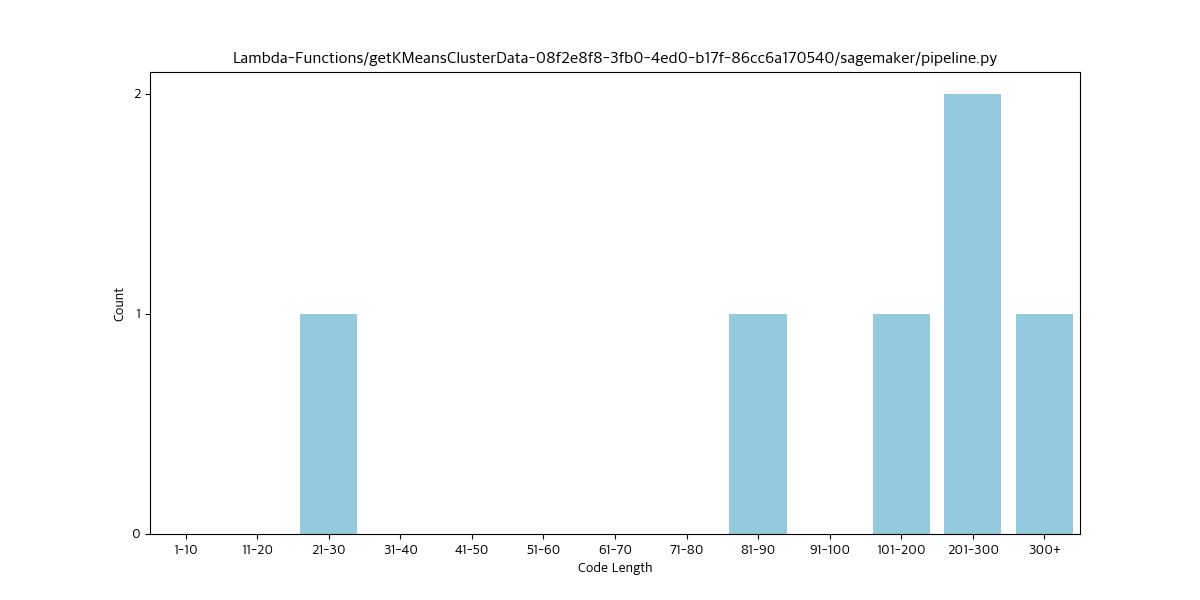 Lambda-Functions/getKMeansClusterData-08f2e8f8-3fb0-4ed0-b17f-86cc6a170540/sagemaker/pipeline.py
2
1
0
Count
1-10 11-20 21-30 31-40 41-50 51-60 61-70 71-80 81-90 91-100 101-200 201-300 300+
Code Length